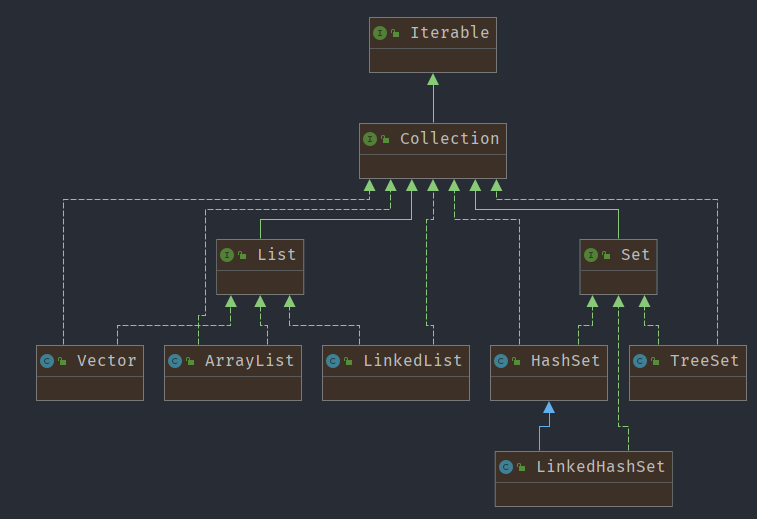 I Iterable
I Collection
I List
I Set
C Vector
C ArrayList
C LinkedList
C HashSet
C TreeSet
C LinkedHashSet